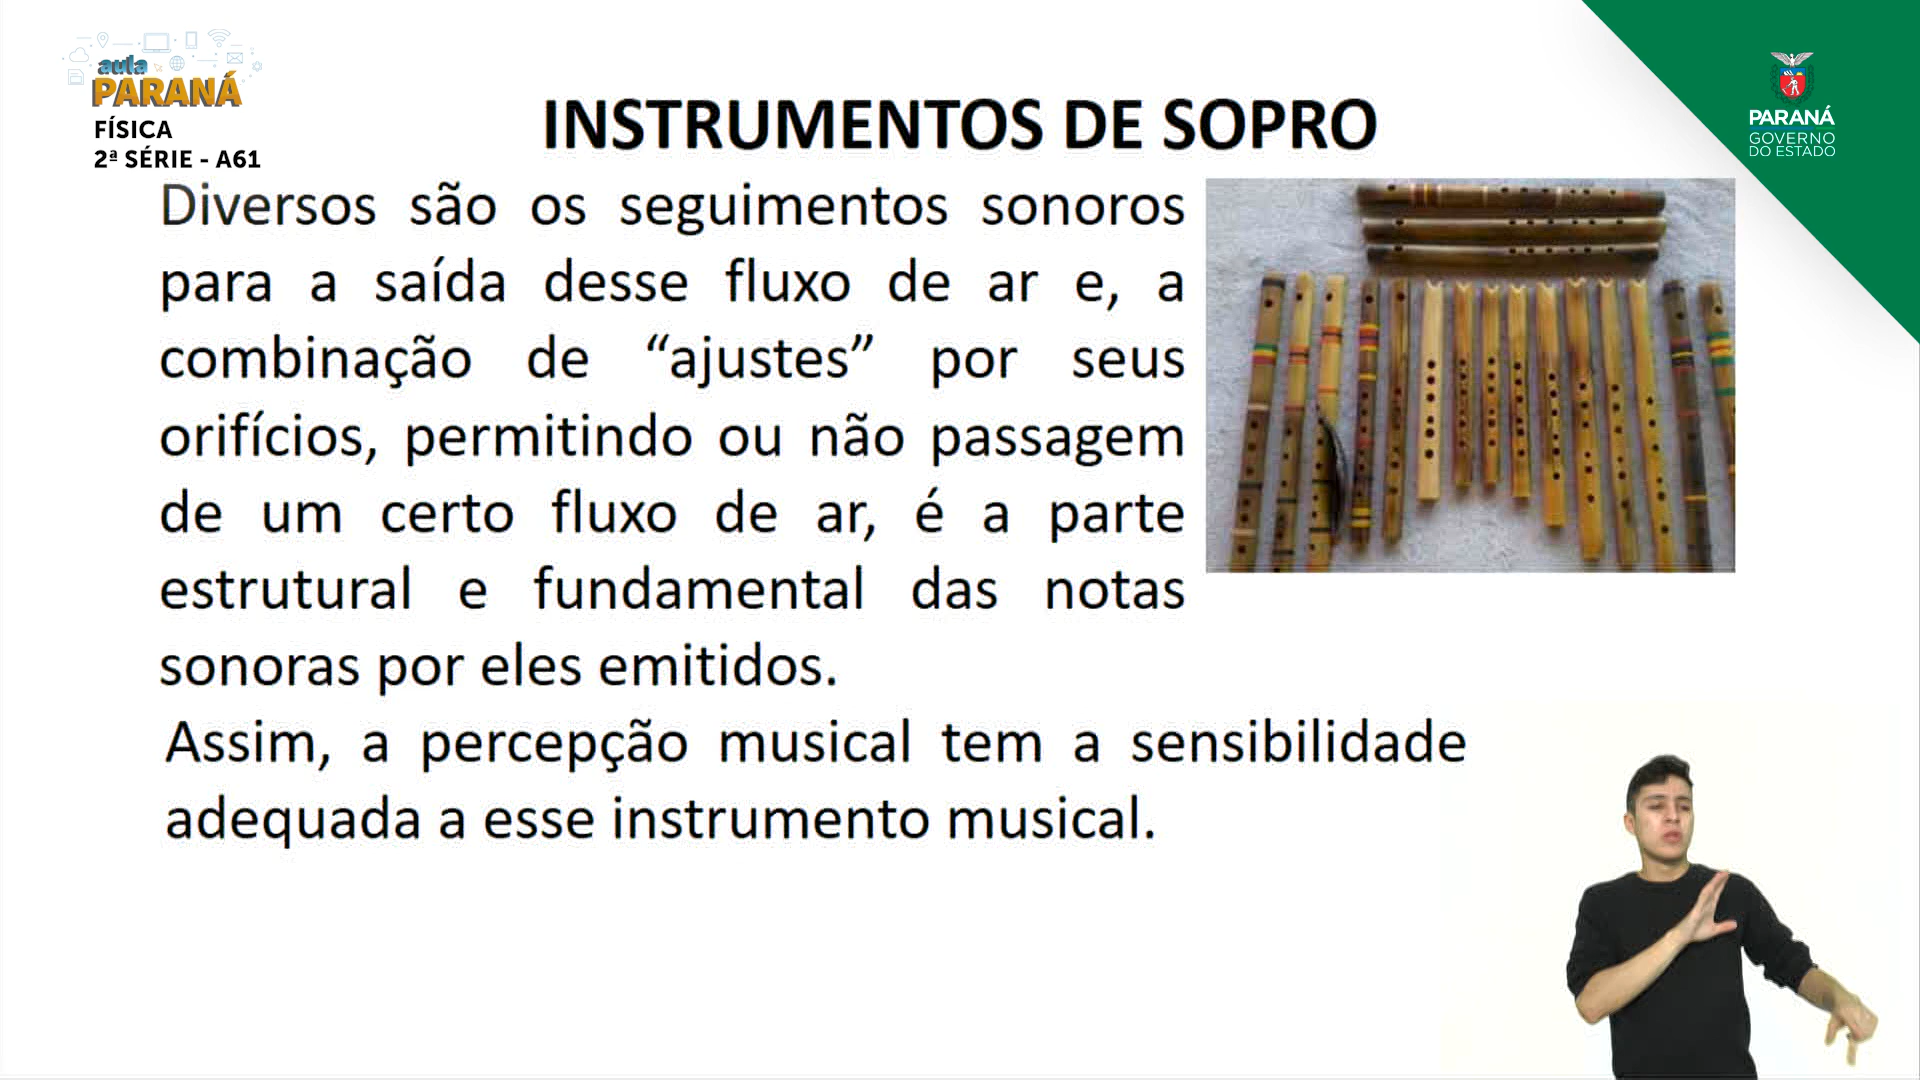 aula
PARANÁ
FÍSICA
2ª SÉRIE - A61
INSTRUMENTOS DE SOPRO
PARANÁ
GOVERNO
DO ESTADO
Diversos são os seguimentos sonoros
para a saída desse fluxo de ar e, a
combinação de “ajustes” por seus
orifícios, permitindo ou não passagem
de um certo fluxo de ar, é a parte
estrutural e fundamental das notas
sonoras por eles emitidos.
Assim, a percepção musical tem a sensibilidade
adequada a esse instrumento musical.